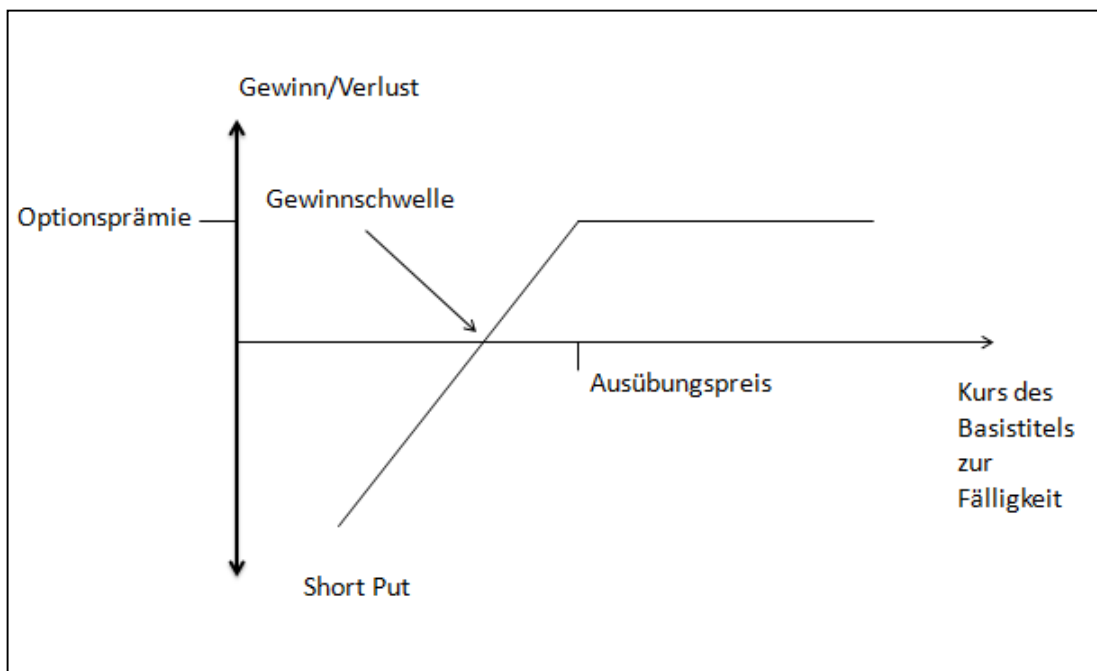 Gewinn/Verlust
Gewinnschwelle
Optionsprämie
Ausübungspreis
Kurs des
Basistitels
zur
Fälligkeit
Short Put